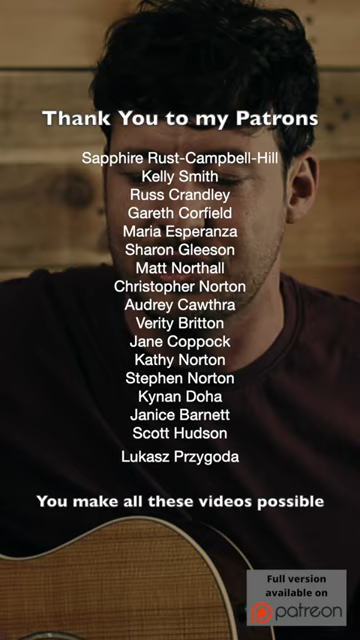 Thank You to my Patrons
Sapphire Rust-Campbell-Hill
Kelly Smith
Russ Crandley
Gareth Corfield
Maria Esperanza
Sharon Gleeson
Matt Northall
Christopher Norton
Audrey Cawthra
Verity Britton
Jane Coppock
Kathy Norton
Stephen Norton
Kynan Doha
Janice Barnett
Scott Hudson
Lukasz Przygoda
You make all these videos possible
Full version
available on
patreon